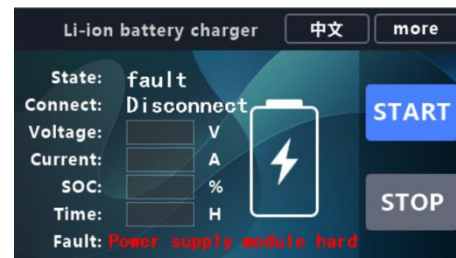 Li-ion battery charger 中文 more
State: fault
Connect: Disconnect
START
Voltage: V
Current: A
SOC: %
STOP
Time: H
Fault: Power supply module hard